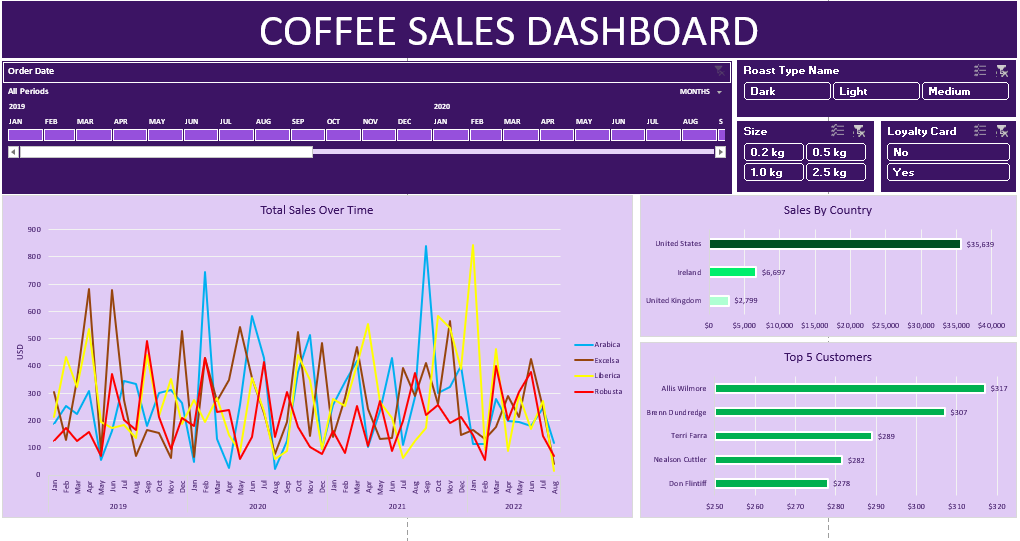 COFFEE SALES DASHBOARD
Order Date
All Periods
MONTHS
2019 2020
JAN FEB MAR APR MAY JUN JUL AUG SEP OCT NOV DEC JAN FEB MAR APR MAY JUN JUL AUG S
Roast Type Name
Dark Light Medium
Size
0.2 kg 0.5 kg
1.0 kg 2.5 kg
Loyalty Card
No
Yes
Total Sales Over Time
900
800
700
600
500
400
300
200
100
0
USD
Jan Feb Mar Apr May Jun Jul Aug Sep Oct Nov Dec Jan Feb Mar Apr May Jun Jul Aug Sep Oct Nov Dec Jan Feb Mar Apr May Jun Jul Aug Sep Oct Nov Dec Jan Feb Mar Apr May Jun Jul Aug
2019 2020 2021 2022
Arabica
Excelsa
Liberica
Robusta
Sales By Country
United States $35,639
Ireland $6,697
United Kingdom $2,799
$0 $5,000 $10,000 $15,000 $20,000 $25,000 $30,000 $35,000 $40,000
Top 5 Customers
Allis Wilmore $317
Brenn Dundredge $307
Terri Farra $289
Nealson Cuttler $282
Don Flintiff $278
$250 $260 $270 $280 $290 $300 $310 $320